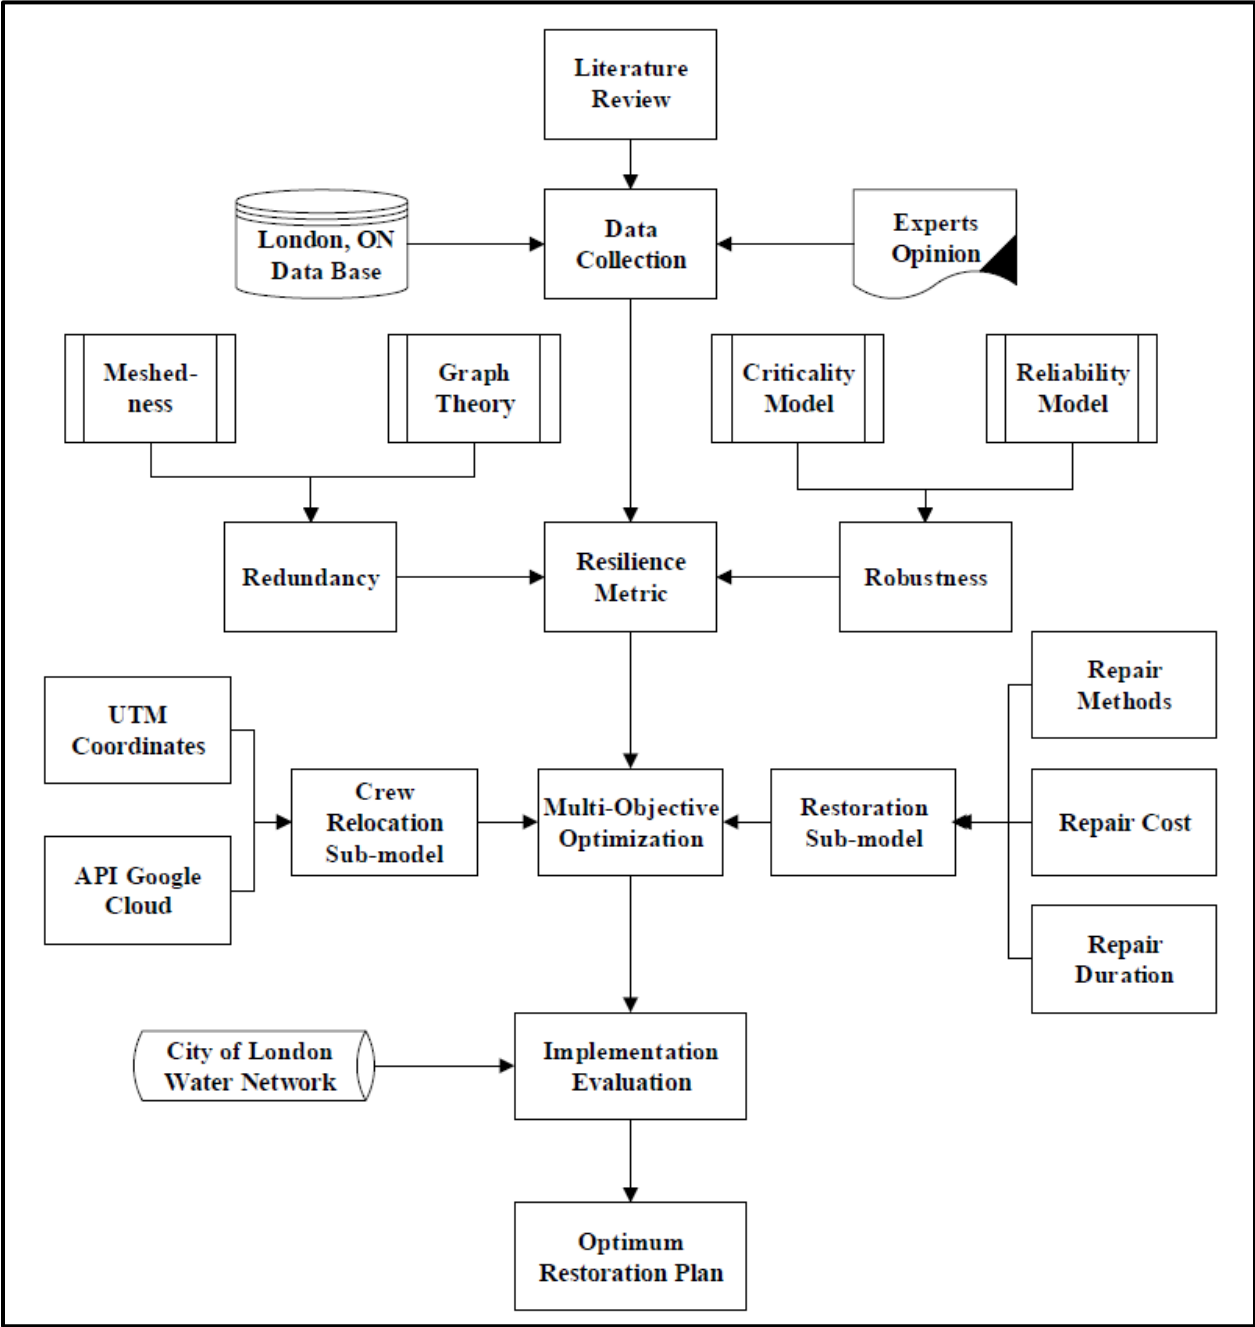 Literature
Review
London, ON
Data Base
Data
Collection
Experts
Opinion
Meshed-
ness
Graph
Theory
Criticality
Model
Reliability
Model
Redundancy
Resilience
Metric
Robustness
UTM
Coordinates
API Google
Cloud
Crew
Relocation
Sub-model
Multi-Objective
Optimization
Restoration
Sub-model
Repair
Methods
Repair Cost
Repair
Duration
City of London
Water Network
Implementation
Evaluation
Optimum
Restoration Plan